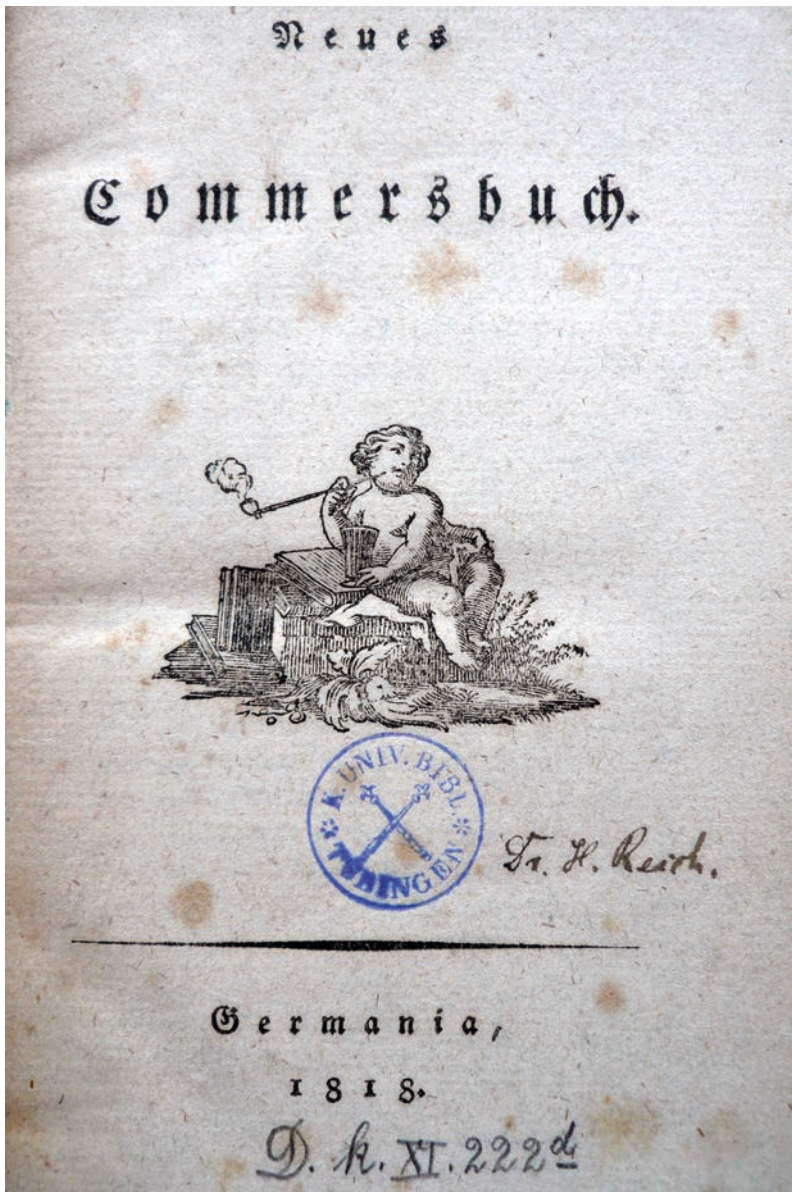 Neues
Commersbuch.
K. UNIV. BIBL.
TÜBINGEN
Dr. H. Reich.
Germania,
1818.
D. k. XI. 222d